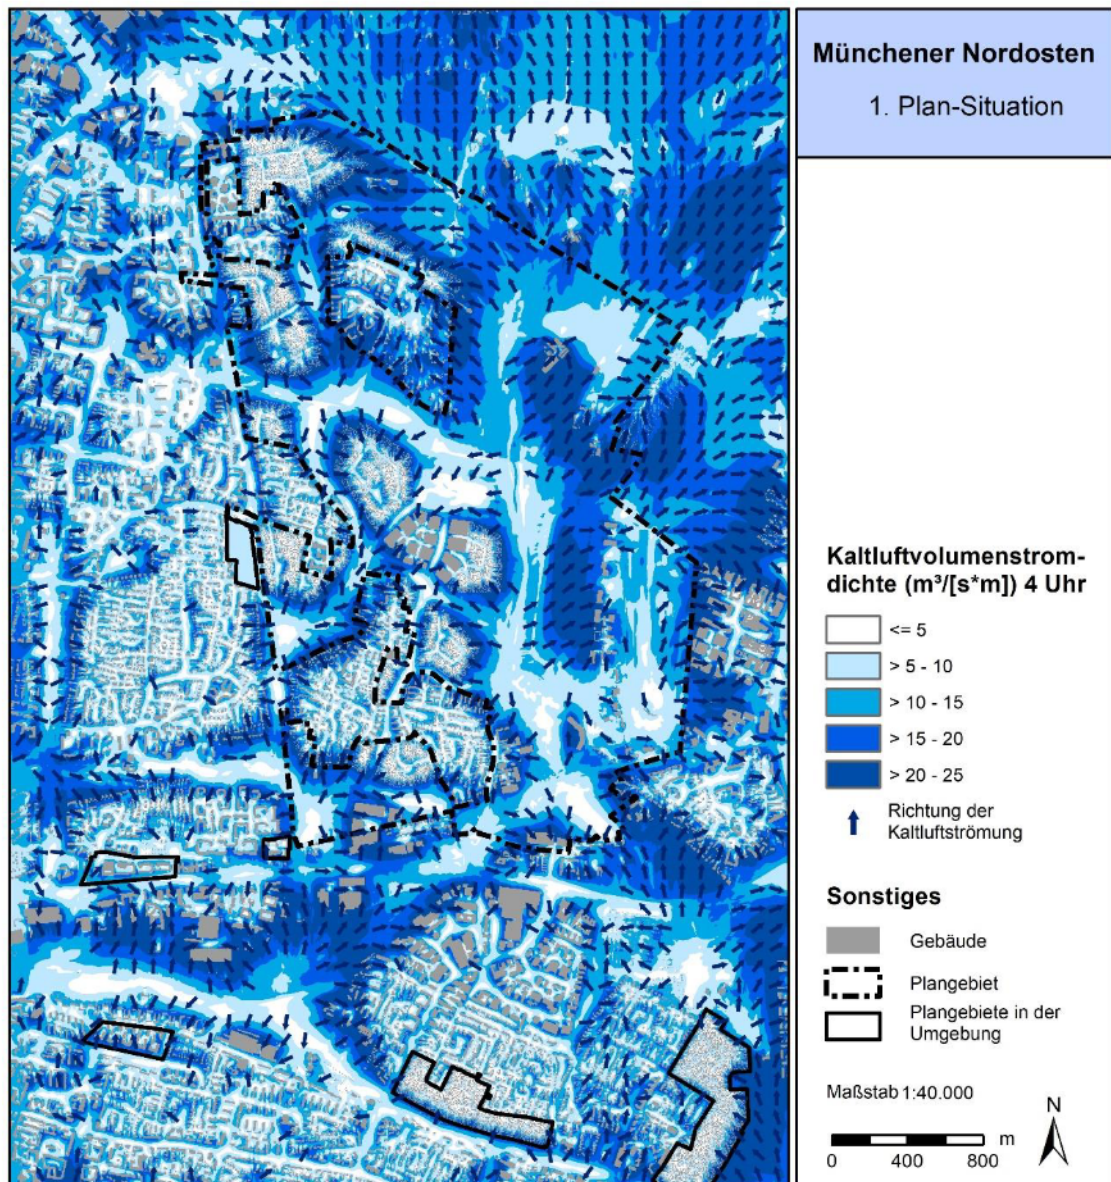 Münchener Nordosten
1. Plan-Situation
Kaltluftvolumenstrom-
dichte (m³/[s*m]) 4 Uhr
<= 5
> 5 - 10
> 10 - 15
> 15 - 20
> 20 - 25
Richtung der
Kaltluftströmung
Sonstiges
Gebäude
Plangebiet
Plangebiete in der
Umgebung
Maßstab 1:40.000
N
m
0 400 800